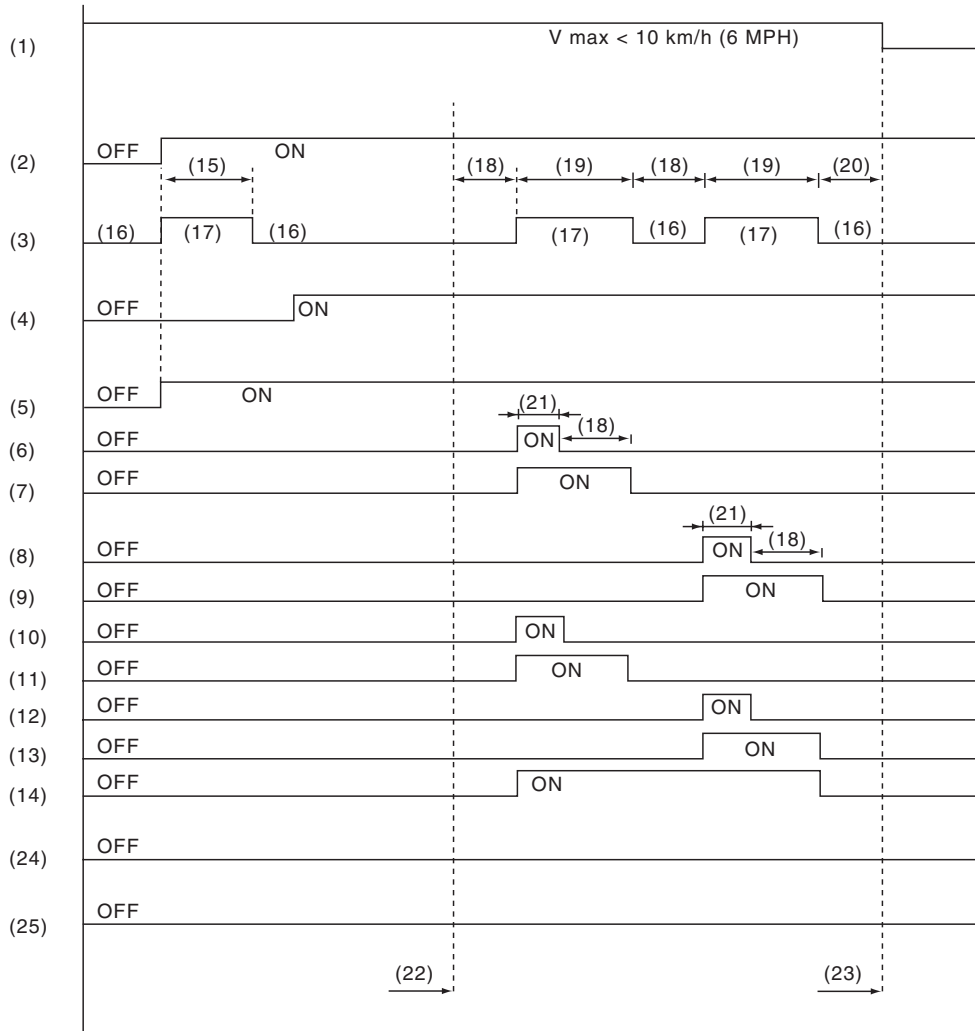 (1) V max < 10 km/h (6 MPH)
(2) OFF ON
(15) (18) (19) (18) (19) (20)
(3) (16) (17) (16) (17) (16) (17) (16)
(4) OFF ON
(5) OFF ON
(21)
(6) OFF ON (18)
(7) OFF ON
(21)
(8) OFF ON (18)
(9) OFF ON
(10) OFF ON
(11) OFF ON
(12) OFF ON
(13) OFF ON
(14) OFF ON
(24) OFF
(25) OFF
(22) (23)